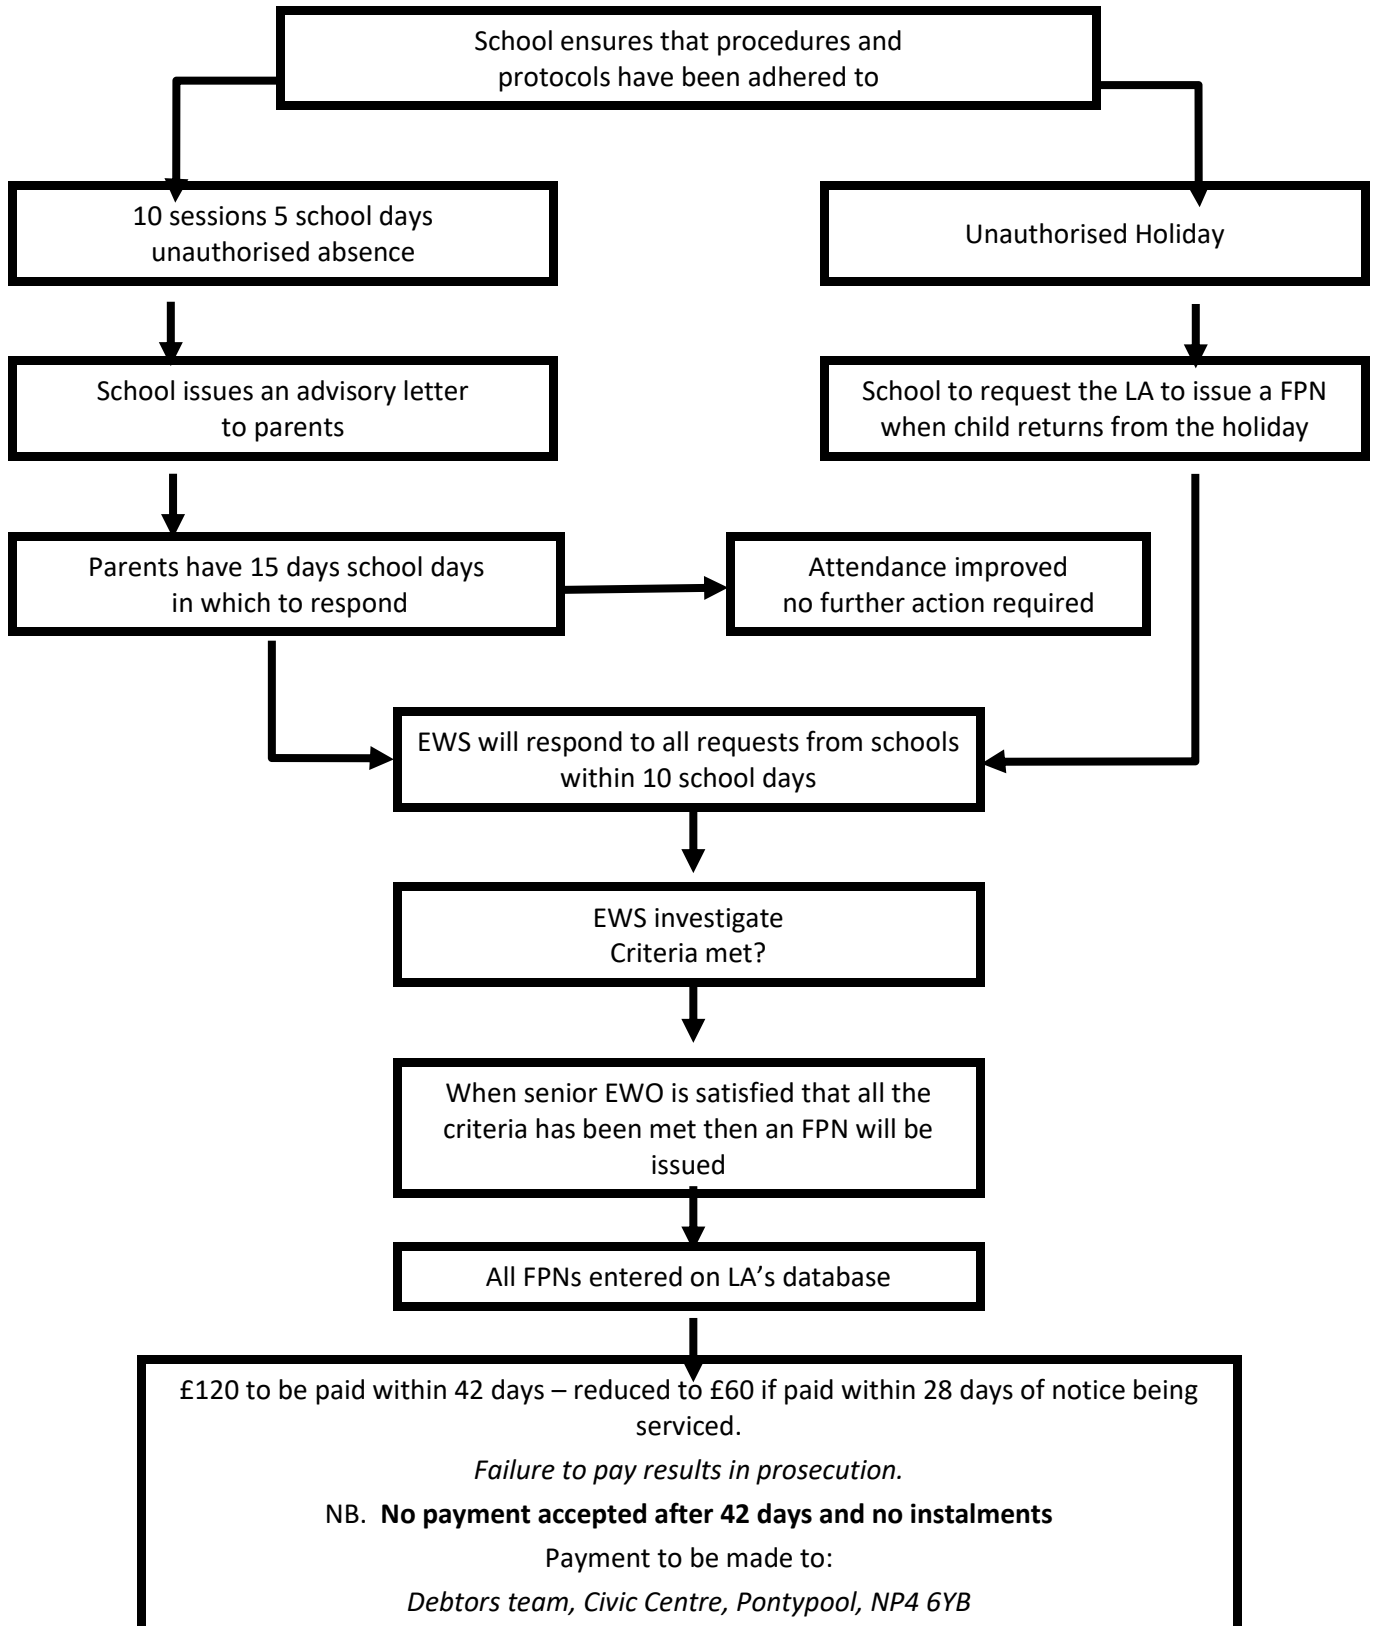 School ensures that procedures and
protocols have been adhered to
10 sessions 5 school days
unauthorised absence
Unauthorised Holiday
School issues an advisory letter
to parents
School to request the LA to issue a FPN
when child returns from the holiday
Parents have 15 days school days
in which to respond
Attendance improved
no further action required
EWS will respond to all requests from schools
within 10 school days
EWS investigate
Criteria met?
When senior EWO is satisfied that all the
criteria has been met then an FPN will be
issued
All FPNs entered on LA’s database
£120 to be paid within 42 days – reduced to £60 if paid within 28 days of notice being
serviced.
Failure to pay results in prosecution.
NB. No payment accepted after 42 days and no instalments
Payment to be made to:
Debtors team, Civic Centre, Pontypool, NP4 6YB